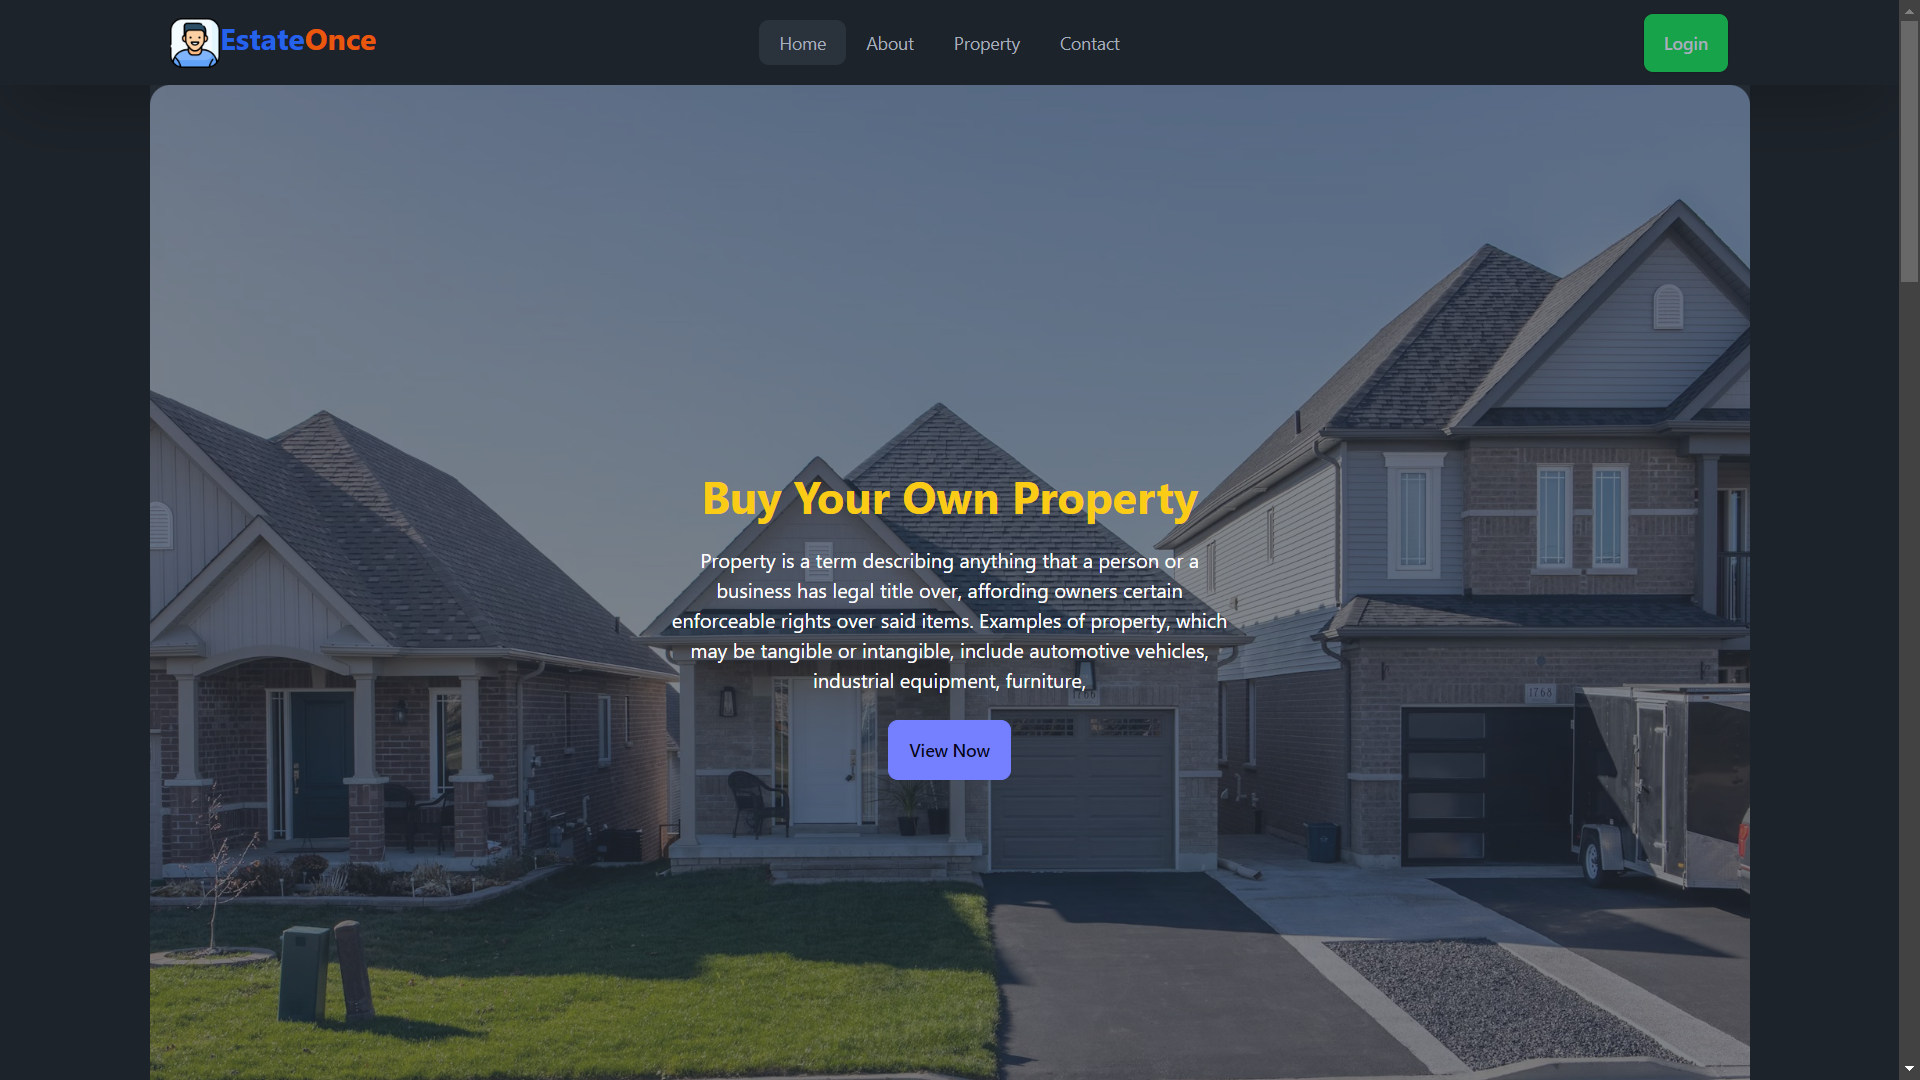 EstateOnce
Home
About
Property
Contact
Login
Buy Your Own Property
Property is a term describing anything that a person or a
business has legal title over, affording owners certain
enforceable rights over said items. Examples of property, which
may be tangible or intangible, include automotive vehicles,
industrial equipment, furniture,
1766
1768
View Now